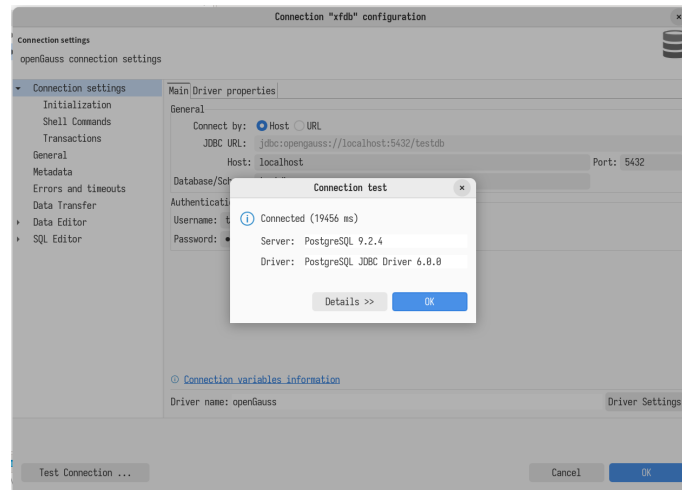 Connection "xfdb" configuration
Connection settings
openGauss connection settings
Connection settings
Initialization
Shell Commands
Transactions
General
Metadata
Errors and timeouts
Data Transfer
Data Editor
SQL Editor
Main Driver properties
General
Connect by: Host URL
JDBC URL: jdbc:opengauss://localhost:5432/testdb
Host: localhost Port: 5432
Database/Sch
Authenticati
Username: t
Password:
Connection test
Connected (19456 ms)
Server: PostgreSQL 9.2.4
Driver: PostgreSQL JDBC Driver 6.0.0
Details >> OK
Connection variables information
Driver name: openGauss Driver Settings
Test Connection ... Cancel OK